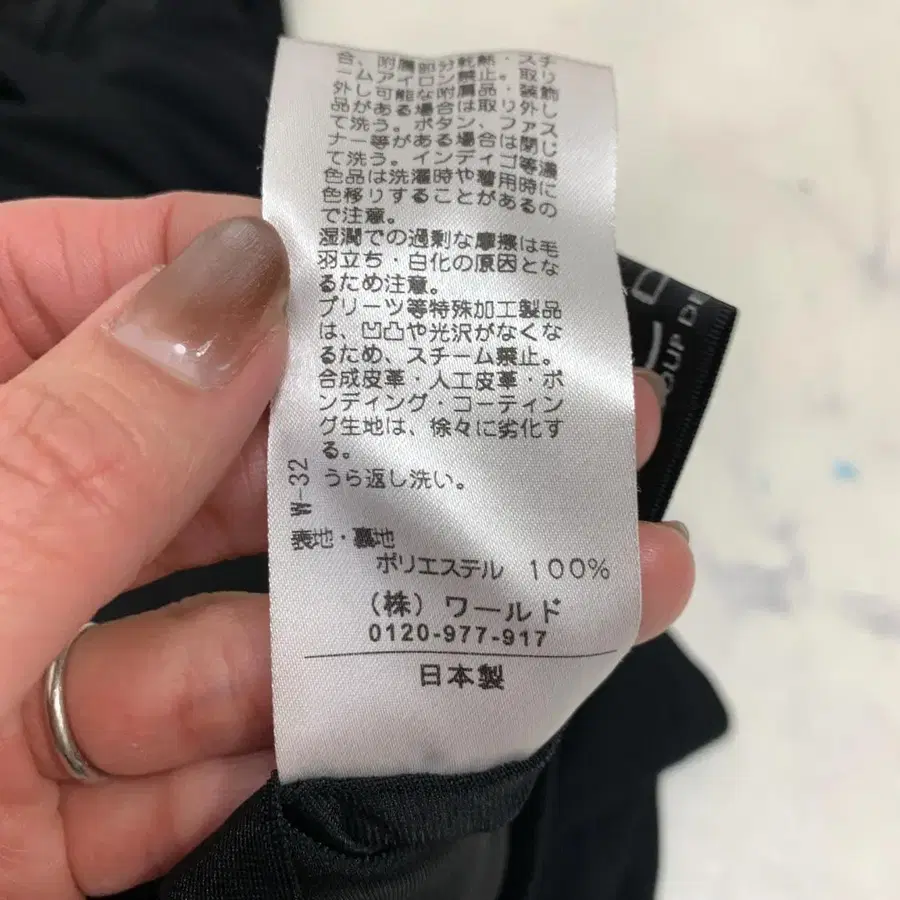 合、附属部分乾熱・スチ
ームアイロン禁止。取り
外し可能な附属品・装飾
品がある場合は取り外し
て洗う。ボタン、ファス
ナー等がある場合は閉じ
て洗う。インディゴ等濃
色品は洗濯時や着用時に
色移りすることがあるの
で注意。
湿潤での過剰な摩擦は毛
羽立ち・白化の原因とな
るため注意。
プリーツ等特殊加工製品
は、凹凸や光沢がなくな
るため、スチーム禁止。
合成皮革・人工皮革・ボ
ンディング・コーティン
グ生地は、徐々に劣化す
る。
うら返し洗い。
W-32
表地・裏地
ポリエステル 100%
(株) ワールド
0120-977-917
日本製